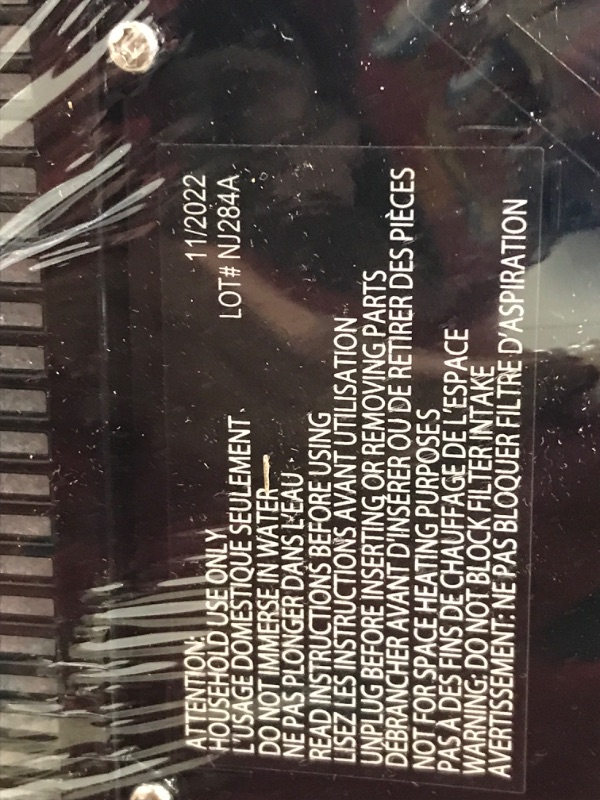 ATTENTION: 11/2022
HOUSEHOLD USE ONLY LOT# NJ284A
L'USAGE DOMESTIQUE SEULEMENT
DO NOT IMMERSE IN WATER
NE PAS PLONGER DANS L'EAU
READ INSTRUCTIONS BEFORE USING
LISEZ LES INSTRUCTIONS AVANT UTILISATION
UNPLUG BEFORE INSERTING OR REMOVING PARTS
DÉBRANCHER AVANT D'INSÉRER OU DE RETIRER DES PIÈCES
NOT FOR SPACE HEATING PURPOSES
PAS À DES FINS DE CHAUFFAGE DE L'ESPACE
WARNING: DO NOT BLOCK FILTER INTAKE
AVERTISSEMENT: NE PAS BLOQUER FILTRE D'ASPIRATION